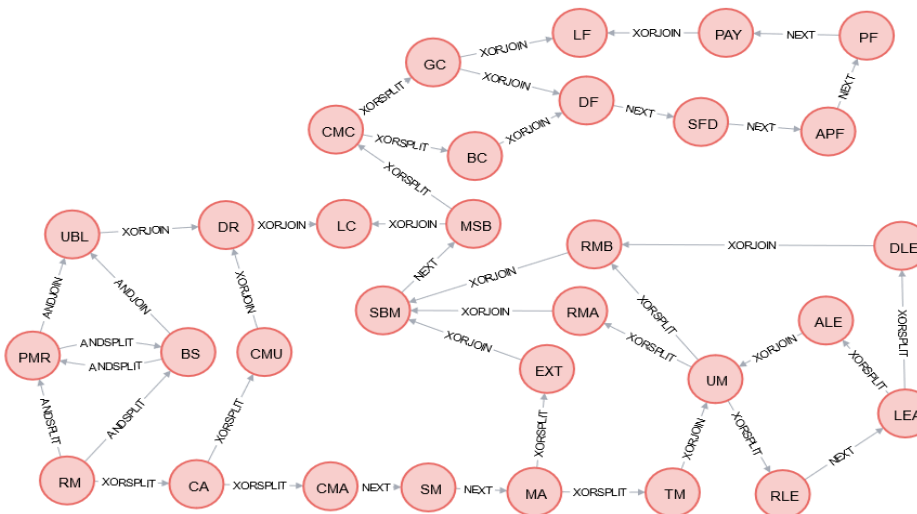 LF
XORJOIN
PAY
NEXT
PF
GC
XORJOIN
XORJOIN
XORSPLIT
DF
NEXT
SFD
NEXT
APF
NEXT
CMC
XORSPLIT
BC
XORJOIN
XORSPLIT
UBL
XORJOIN
DR
XORJOIN
LC
XORJOIN
MSB
RMB
XORJOIN
DLE
NEXT
XORJOIN
ANDJOIN
ANDJOIN
XORJOIN
XORSPLIT
SBM
XORJOIN
RMA
ALE
XORSPLIT
PMR
ANDSPLIT
ANDSPLIT
BS
CMU
XORJOIN
EXT
XORSPLIT
UM
XORJOIN
XORSPLIT
ANDSPLIT
ANDSPLIT
XORSPLIT
XORSPLIT
XORJOIN
XORSPLIT
LEA
NEXT
RM
XORSPLIT
CA
XORSPLIT
CMA
NEXT
SM
NEXT
MA
XORSPLIT
TM
RLE